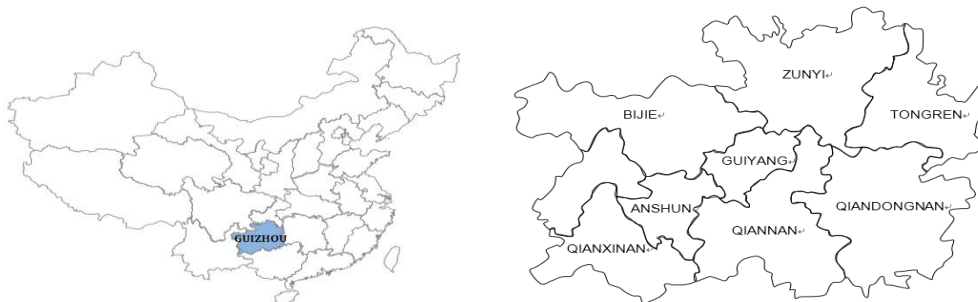 GUIZHOU
ZUNYI
BIJIE
TONGREN
GUIYANG
ANSHUN
QIANDONGNAN
QIANNAN
QIANXINAN